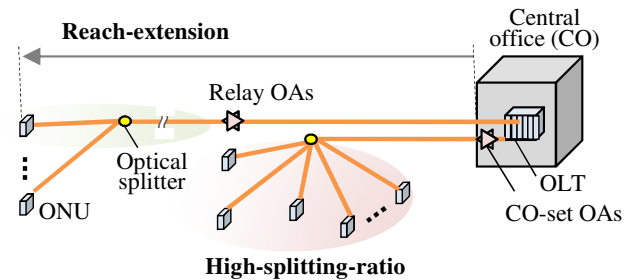 Reach-extension
Central
office (CO)
Relay OAs
Optical
splitter
OLT
ONU
CO-set OAs
High-splitting-ratio